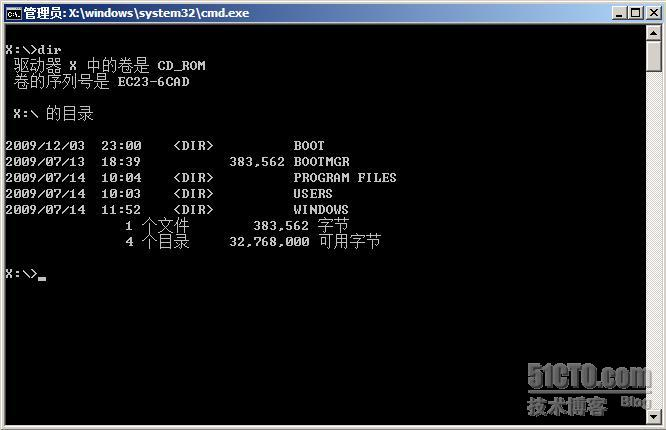 管理员: X:\windows\system32\cmd.exe
X:\>dir
驱动器 X 中的卷是 CD_ROM
卷的序列号是 EC23-6CAD
X:\ 的目录
2009/12/03  23:00    <DIR>          BOOT
2009/07/13  18:39           383,562 BOOTMGR
2009/07/14  10:04    <DIR>          PROGRAM FILES
2009/07/14  10:03    <DIR>          USERS
2009/07/14  11:52    <DIR>          WINDOWS
1 个文件        383,562 字节
4 个目录     32,768,000 可用字节
X:\>
51CTO.com
技术博客 Blog